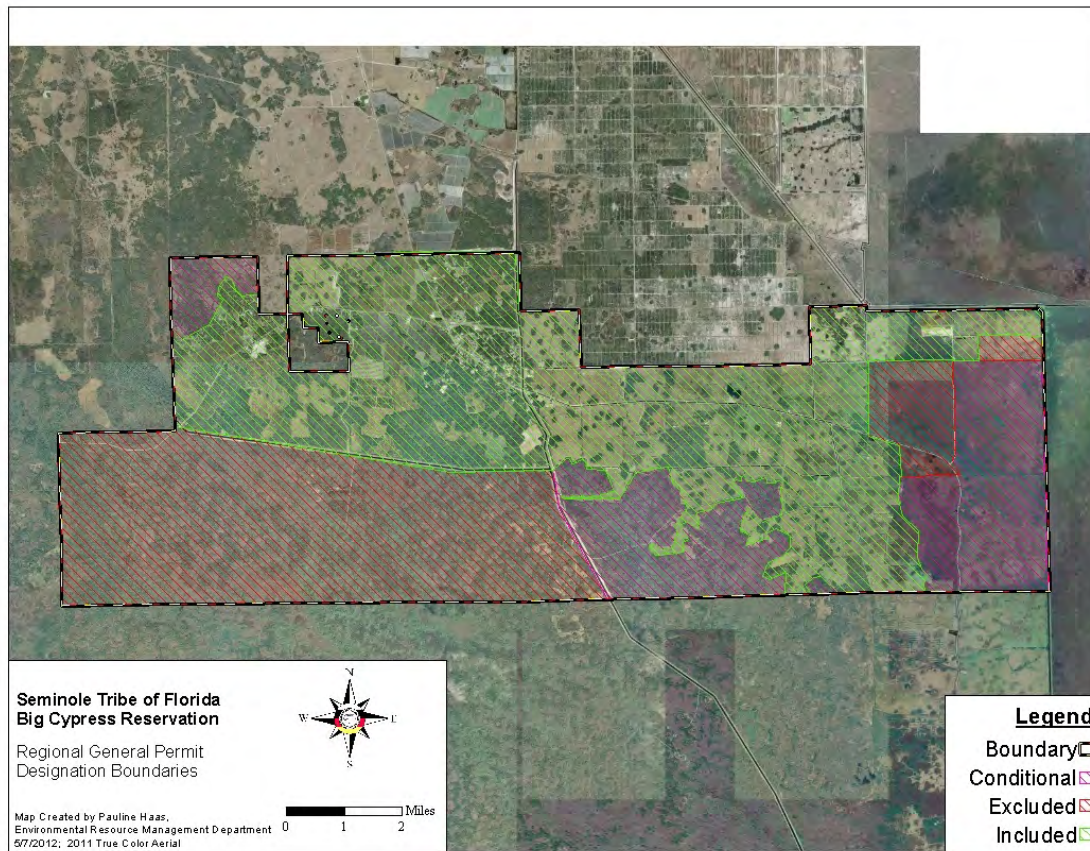 Seminole Tribe of Florida
Big Cypress Reservation
Regional General Permit
Designation Boundaries
Map Created by Pauline Haas,
Environmental Resource Management Department
5/7/2012; 2011 True Color Aerial
N
W
E
S
Miles
0 1 2
Legend
Boundary
Conditional
Excluded
Included